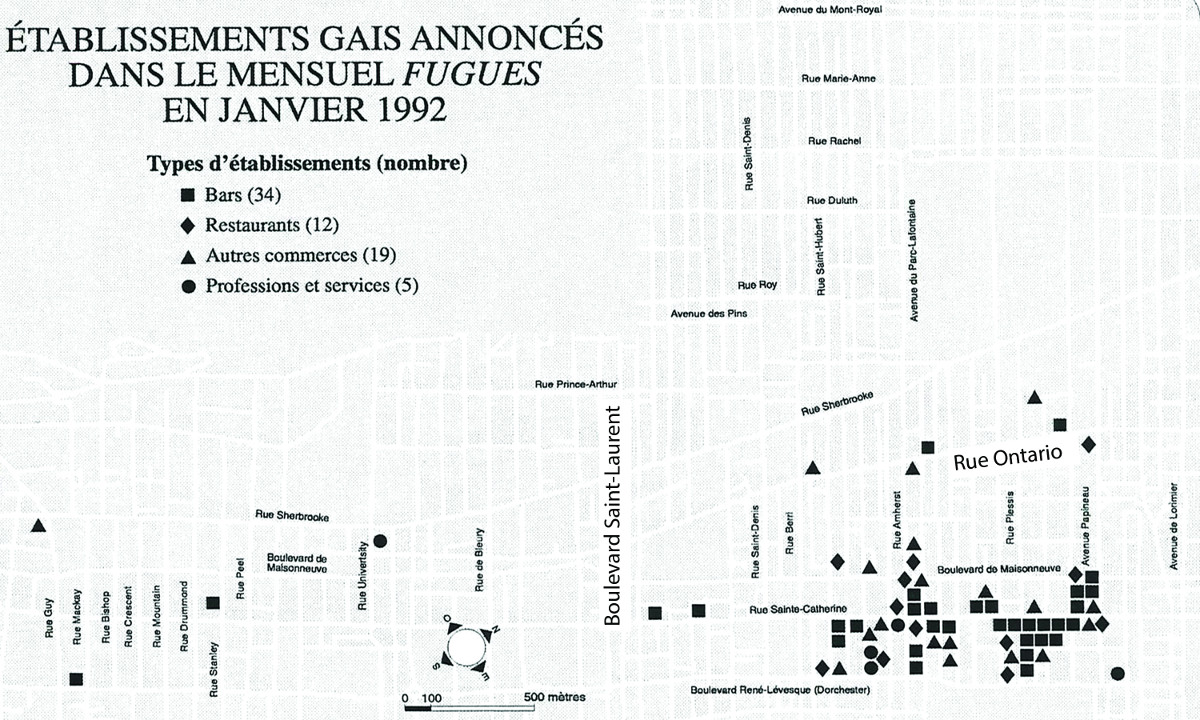 ÉTABLISSEMENTS GAIS ANNONCÉS
DANS LE MENSUEL FUGUES
EN JANVIER 1992
Types d'établissements (nombre)
Bars (34)
Restaurants (12)
Autres commerces (19)
Professions et services (5)
Avenue du Mont-Royal
Rue Marie-Anne
Rue Saint-Denis
Rue Rachel
Rue Duluth
Rue Saint-Hubert
Avenue du Parc-Lafontaine
Rue Roy
Avenue des Pins
Rue Prince-Arthur
Rue Sherbrooke
Boulevard Saint-Laurent
Rue Ontario
Rue Sherbrooke
Boulevard de
Maisonneuve
Rue Guy
Rue Mackay
Rue Bishop
Rue Crescent
Rue Mountain
Rue Drummond
Rue Stanley
Rue Peel
Rue Univertsity
Rue de Bleury
Rue Saint-Denis
Rue Berri
Rue Amherst
Rue Plessis
Avenue Papineau
Avenue de Lorimier
Boulevard de Maisonneuve
Rue Sainte-Catherine
Boulevard René-Lévesque (Dorchester)
O
N
S
E
0 100 500 mètres